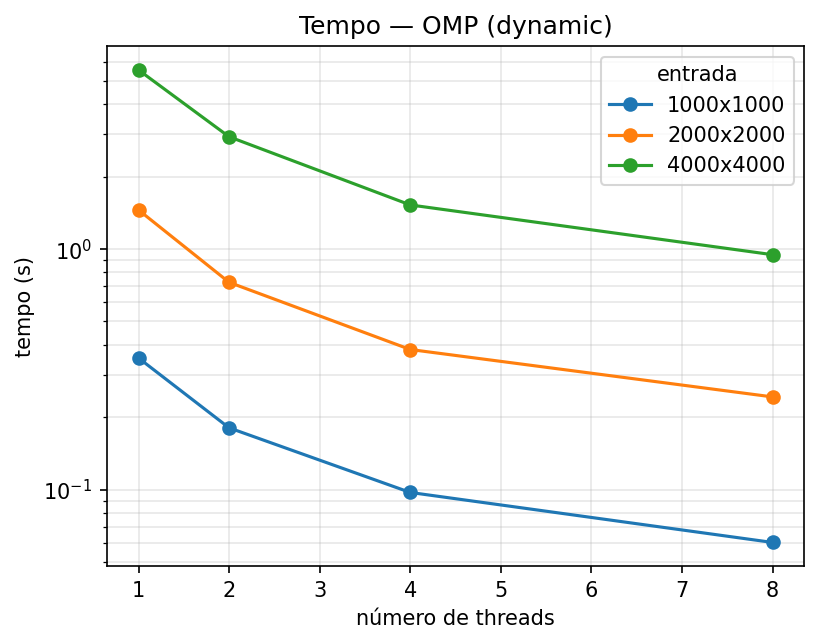 Tempo — OMP (dynamic)
entrada
1000x1000
2000x2000
4000x4000
tempo (s)
10⁰
10⁻¹
1 2 3 4 5 6 7 8
número de threads